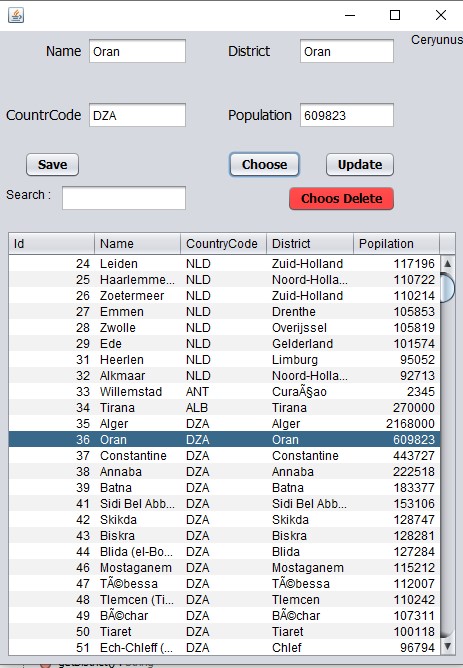 Ceryunus
Name Oran District Oran
CountrCode DZA Population 609823
Save Choose Update
Search : Choos Delete
Id Name CountryCode District Popilation
24 Leiden NLD Zuid-Holland 117196
25 Haarlemme... NLD Noord-Holla... 110722
26 Zoetermeer NLD Zuid-Holland 110214
27 Emmen NLD Drenthe 105853
28 Zwolle NLD Overijssel 105819
29 Ede NLD Gelderland 101574
31 Heerlen NLD Limburg 95052
32 Alkmaar NLD Noord-Holla... 92713
33 Willemstad ANT CuraÃ§ao 2345
34 Tirana ALB Tirana 270000
35 Alger DZA Alger 2168000
36 Oran DZA Oran 609823
37 Constantine DZA Constantine 443727
38 Annaba DZA Annaba 222518
39 Batna DZA Batna 183377
41 Sidi Bel Abb... DZA Sidi Bel Abb... 153106
42 Skikda DZA Skikda 128747
43 Biskra DZA Biskra 128281
44 Blida (el-Bo... DZA Blida 127284
46 Mostaganem DZA Mostaganem 115212
47 TÃ©bessa DZA TÃ©bessa 112007
48 Tlemcen (Ti... DZA Tlemcen 110242
49 BÃ©char DZA BÃ©char 107311
50 Tiaret DZA Tiaret 100118
51 Ech-Chleff (... DZA Chlef 96794